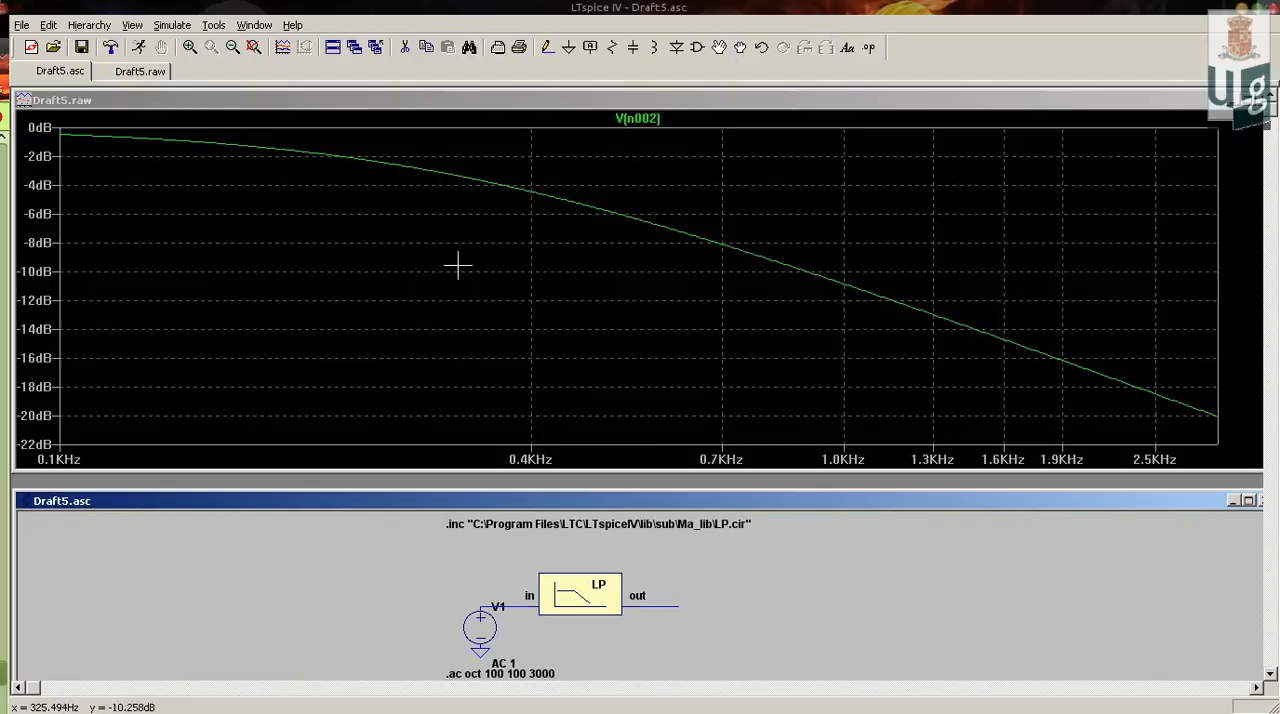 LTspice IV - Draft5.asc
File Edit Hierarchy View Simulate Tools Window Help
Aa .op
Draft5.asc Draft5.raw
Draft5.raw
V(n002)
0dB
-2dB
-4dB
-6dB
-8dB
-10dB
-12dB
-14dB
-16dB
-18dB
-20dB
-22dB
0.1KHz 0.4KHz 0.7KHz 1.0KHz 1.3KHz 1.6KHz 1.9KHz 2.5KHz
Draft5.asc
.inc "C:\Program Files\LTC\LTspiceIV\lib\sub\Ma_lib\LP.cir"
LP
in out
V1
AC 1
.ac oct 100 100 3000
x = 325.494Hz y = -10.258dB
Ug